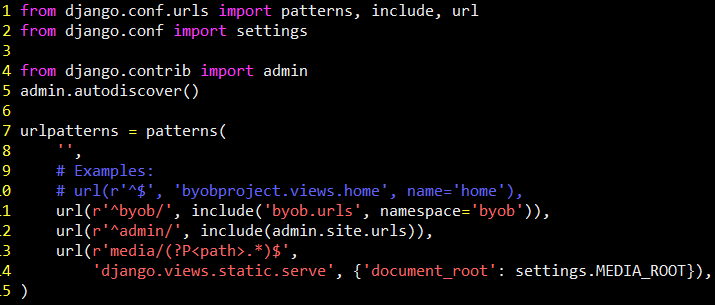 1 from django.conf.urls import patterns, include, url
2 from django.conf import settings
3
4 from django.contrib import admin
5 admin.autodiscover()
6
7 urlpatterns = patterns(
8     '',
9     # Examples:
0     # url(r'^$', 'byobproject.views.home', name='home'),
1     url(r'^byob/', include('byob.urls', namespace='byob')),
2     url(r'^admin/', include(admin.site.urls)),
3     url(r'media/(?P<path>.*)$',
4         'django.views.static.serve', {'document_root': settings.MEDIA_ROOT}),
5 )